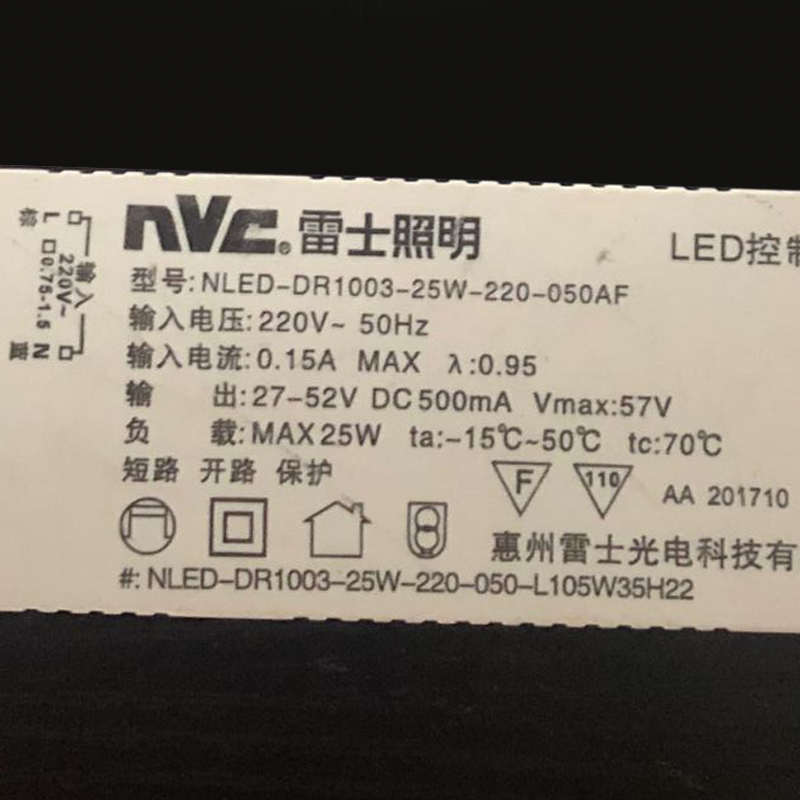 NVC® 雷士照明
LED控制
型号: NLED-DR1003-25W-220-050AF
输入电压: 220V~ 50Hz
输入电流: 0.15A MAX λ:0.95
输 出: 27-52V DC 500mA Vmax:57V
负 载: MAX 25W ta:-15℃~50℃ tc:70℃
短路 开路 保护
F
110
AA 201710
惠州雷士光电科技有
#: NLED-DR1003-25W-220-050-L105W35H22
输入
220V~
L □0.75-1.5 N
棕 蓝